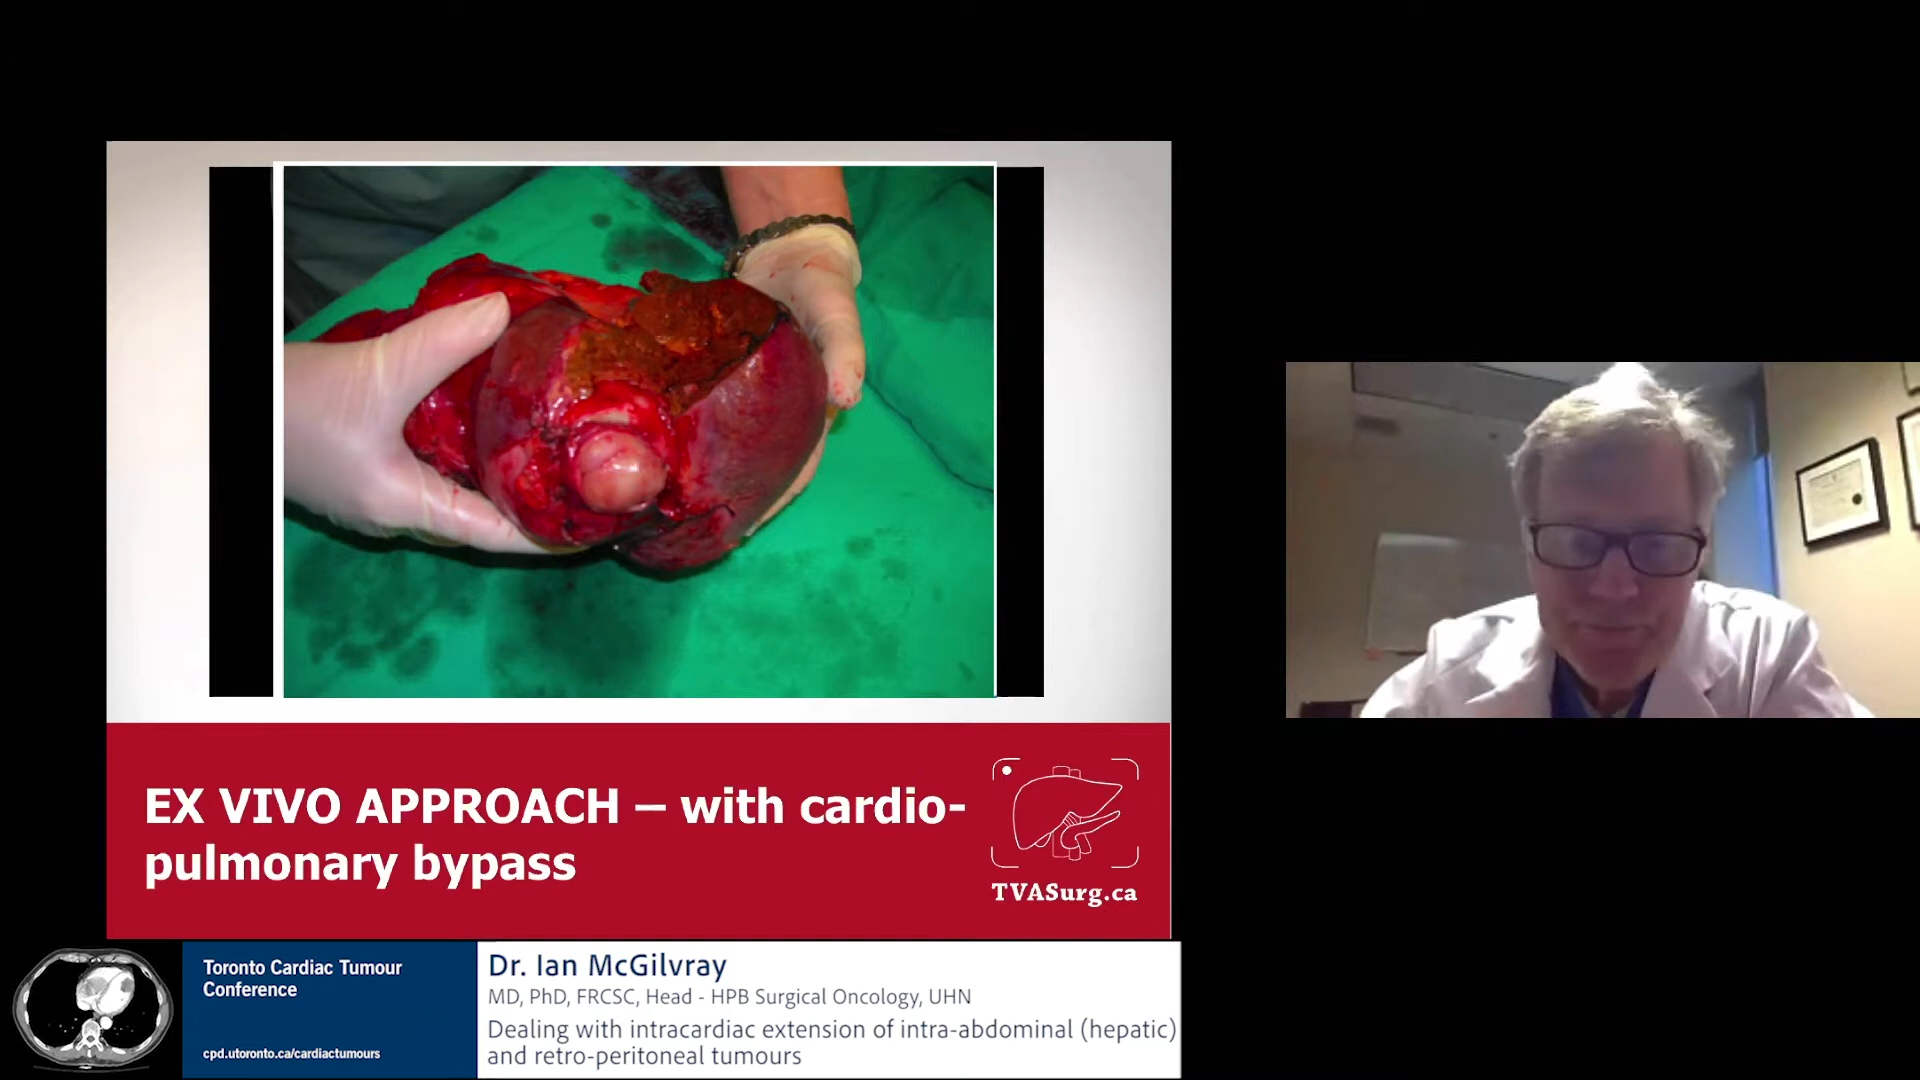 EX VIVO APPROACH – with cardio-
pulmonary bypass
TVASurg.ca
Toronto Cardiac Tumour
Conference
cpd.utoronto.ca/cardiactumours
Dr. Ian McGilvray
MD, PhD, FRCSC, Head - HPB Surgical Oncology, UHN
Dealing with intracardiac extension of intra-abdominal (hepatic)
and retro-peritoneal tumours